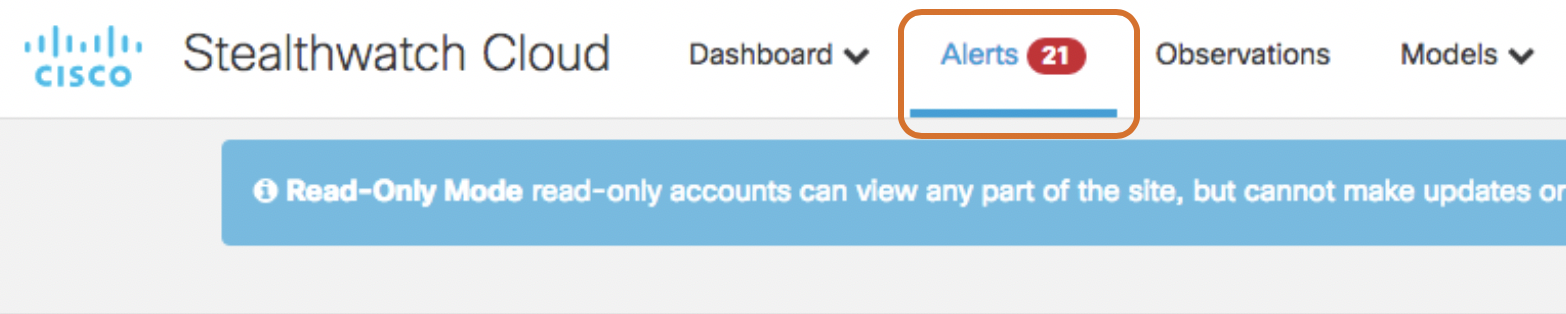 CISCO Stealthwatch Cloud Dashboard Alerts 21 Observations Models
Read-Only Mode read-only accounts can view any part of the site, but cannot make updates or